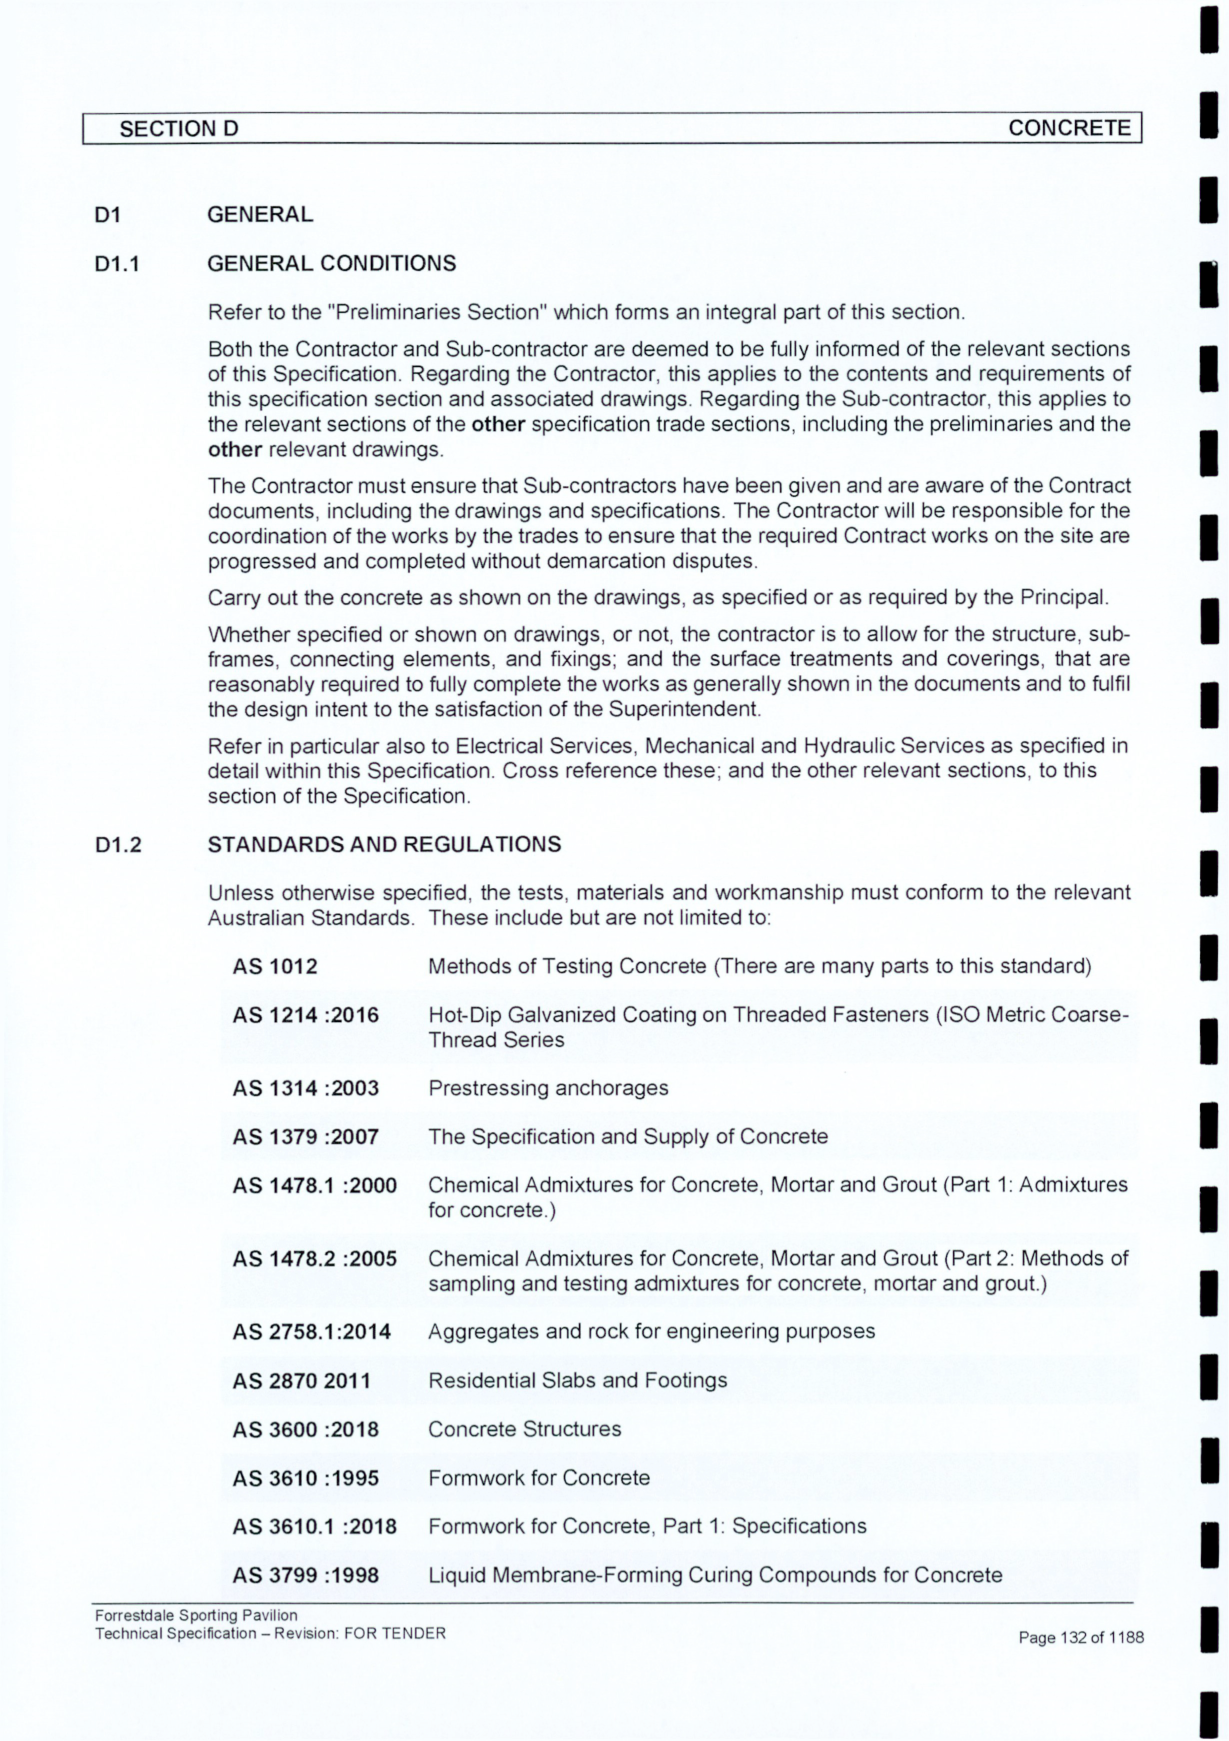 SECTION D CONCRETE
D1 GENERAL
D1.1 GENERAL CONDITIONS
Refer to the "Preliminaries Section" which forms an integral part of this section.
Both the Contractor and Sub-contractor are deemed to be fully informed of the relevant sections
of this Specification. Regarding the Contractor, this applies to the contents and requirements of
this specification section and associated drawings. Regarding the Sub-contractor, this applies to
the relevant sections of the other specification trade sections, including the preliminaries and the
other relevant drawings.
The Contractor must ensure that Sub-contractors have been given and are aware of the Contract
documents, including the drawings and specifications. The Contractor will be responsible for the
coordination of the works by the trades to ensure that the required Contract works on the site are
progressed and completed without demarcation disputes.
Carry out the concrete as shown on the drawings, as specified or as required by the Principal.
Whether specified or shown on drawings, or not, the contractor is to allow for the structure, sub-
frames, connecting elements, and fixings; and the surface treatments and coverings, that are
reasonably required to fully complete the works as generally shown in the documents and to fulfil
the design intent to the satisfaction of the Superintendent.
Refer in particular also to Electrical Services, Mechanical and Hydraulic Services as specified in
detail within this Specification. Cross reference these; and the other relevant sections, to this
section of the Specification.
D1.2 STANDARDS AND REGULATIONS
Unless otherwise specified, the tests, materials and workmanship must conform to the relevant
Australian Standards. These include but are not limited to:
AS 1012 Methods of Testing Concrete (There are many parts to this standard)
AS 1214 :2016 Hot-Dip Galvanized Coating on Threaded Fasteners (ISO Metric Coarse-
Thread Series
AS 1314 :2003 Prestressing anchorages
AS 1379 :2007 The Specification and Supply of Concrete
AS 1478.1 :2000 Chemical Admixtures for Concrete, Mortar and Grout (Part 1: Admixtures
for concrete.)
AS 1478.2 :2005 Chemical Admixtures for Concrete, Mortar and Grout (Part 2: Methods of
sampling and testing admixtures for concrete, mortar and grout.)
AS 2758.1:2014 Aggregates and rock for engineering purposes
AS 2870 2011 Residential Slabs and Footings
AS 3600 :2018 Concrete Structures
AS 3610 :1995 Formwork for Concrete
AS 3610.1 :2018 Formwork for Concrete, Part 1: Specifications
AS 3799 :1998 Liquid Membrane-Forming Curing Compounds for Concrete
Forrestdale Sporting Pavilion
Technical Specification – Revision: FOR TENDER
Page 132 of 1188